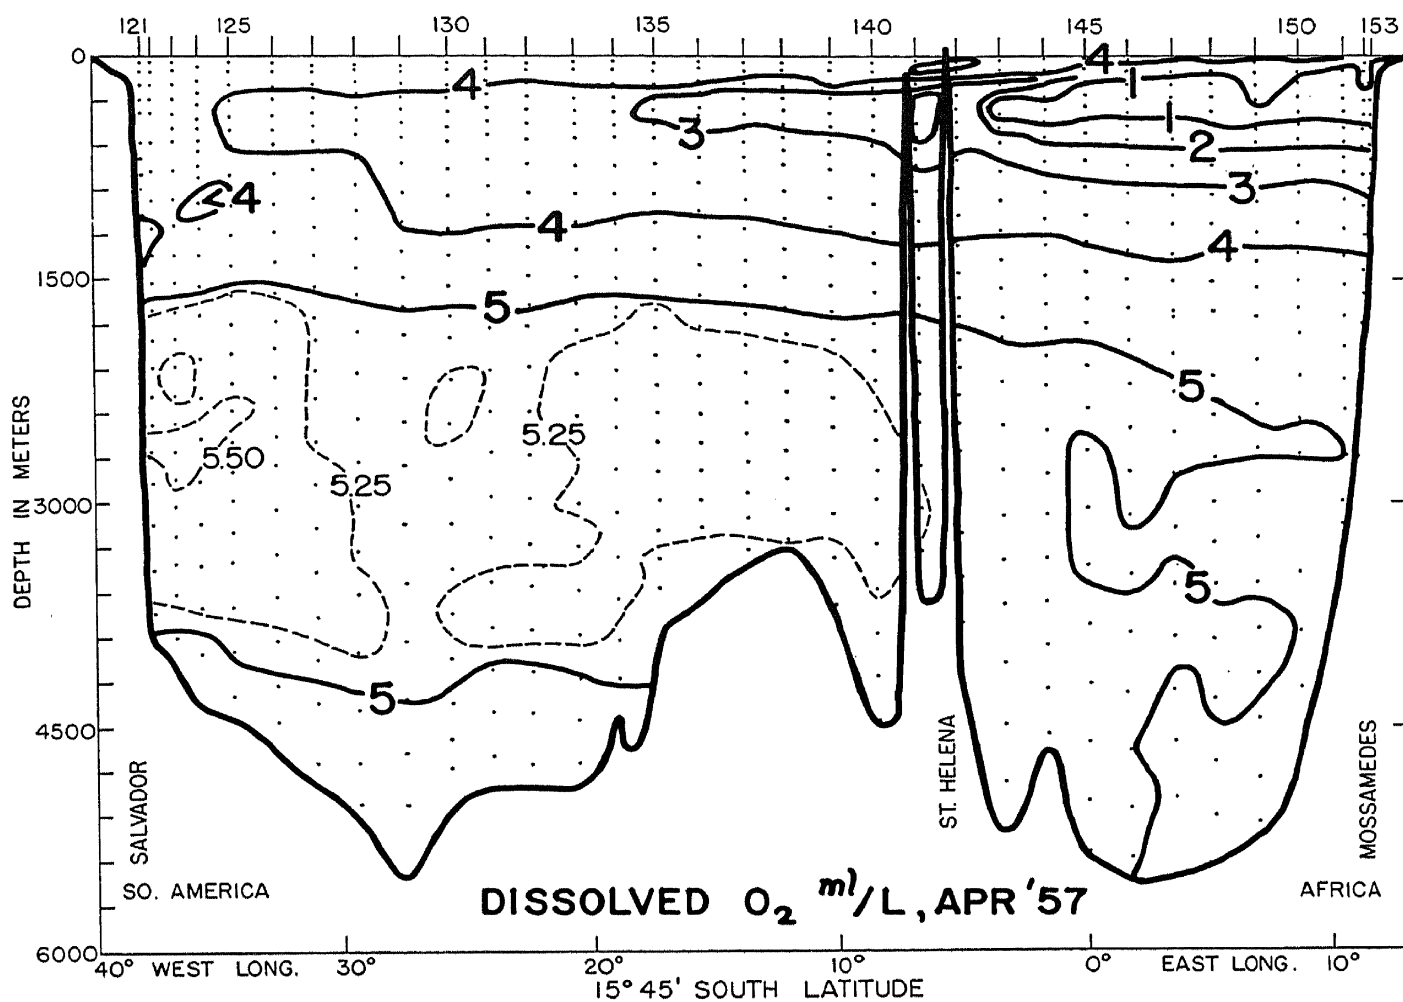 121 125 130 135 140 145 150 153
0
4
4
1
3
1
2
<4
3
4
4
1500
5
5
DEPTH IN METERS
5.25
5.50
5.25
3000
5
5
4500
SALVADOR
ST. HELENA
MOSSAMEDES
SO. AMERICA
DISSOLVED O₂ ml/L, APR '57
AFRICA
6000
40° WEST LONG. 30° 20° 10° 0° EAST LONG. 10°
15° 45' SOUTH LATITUDE